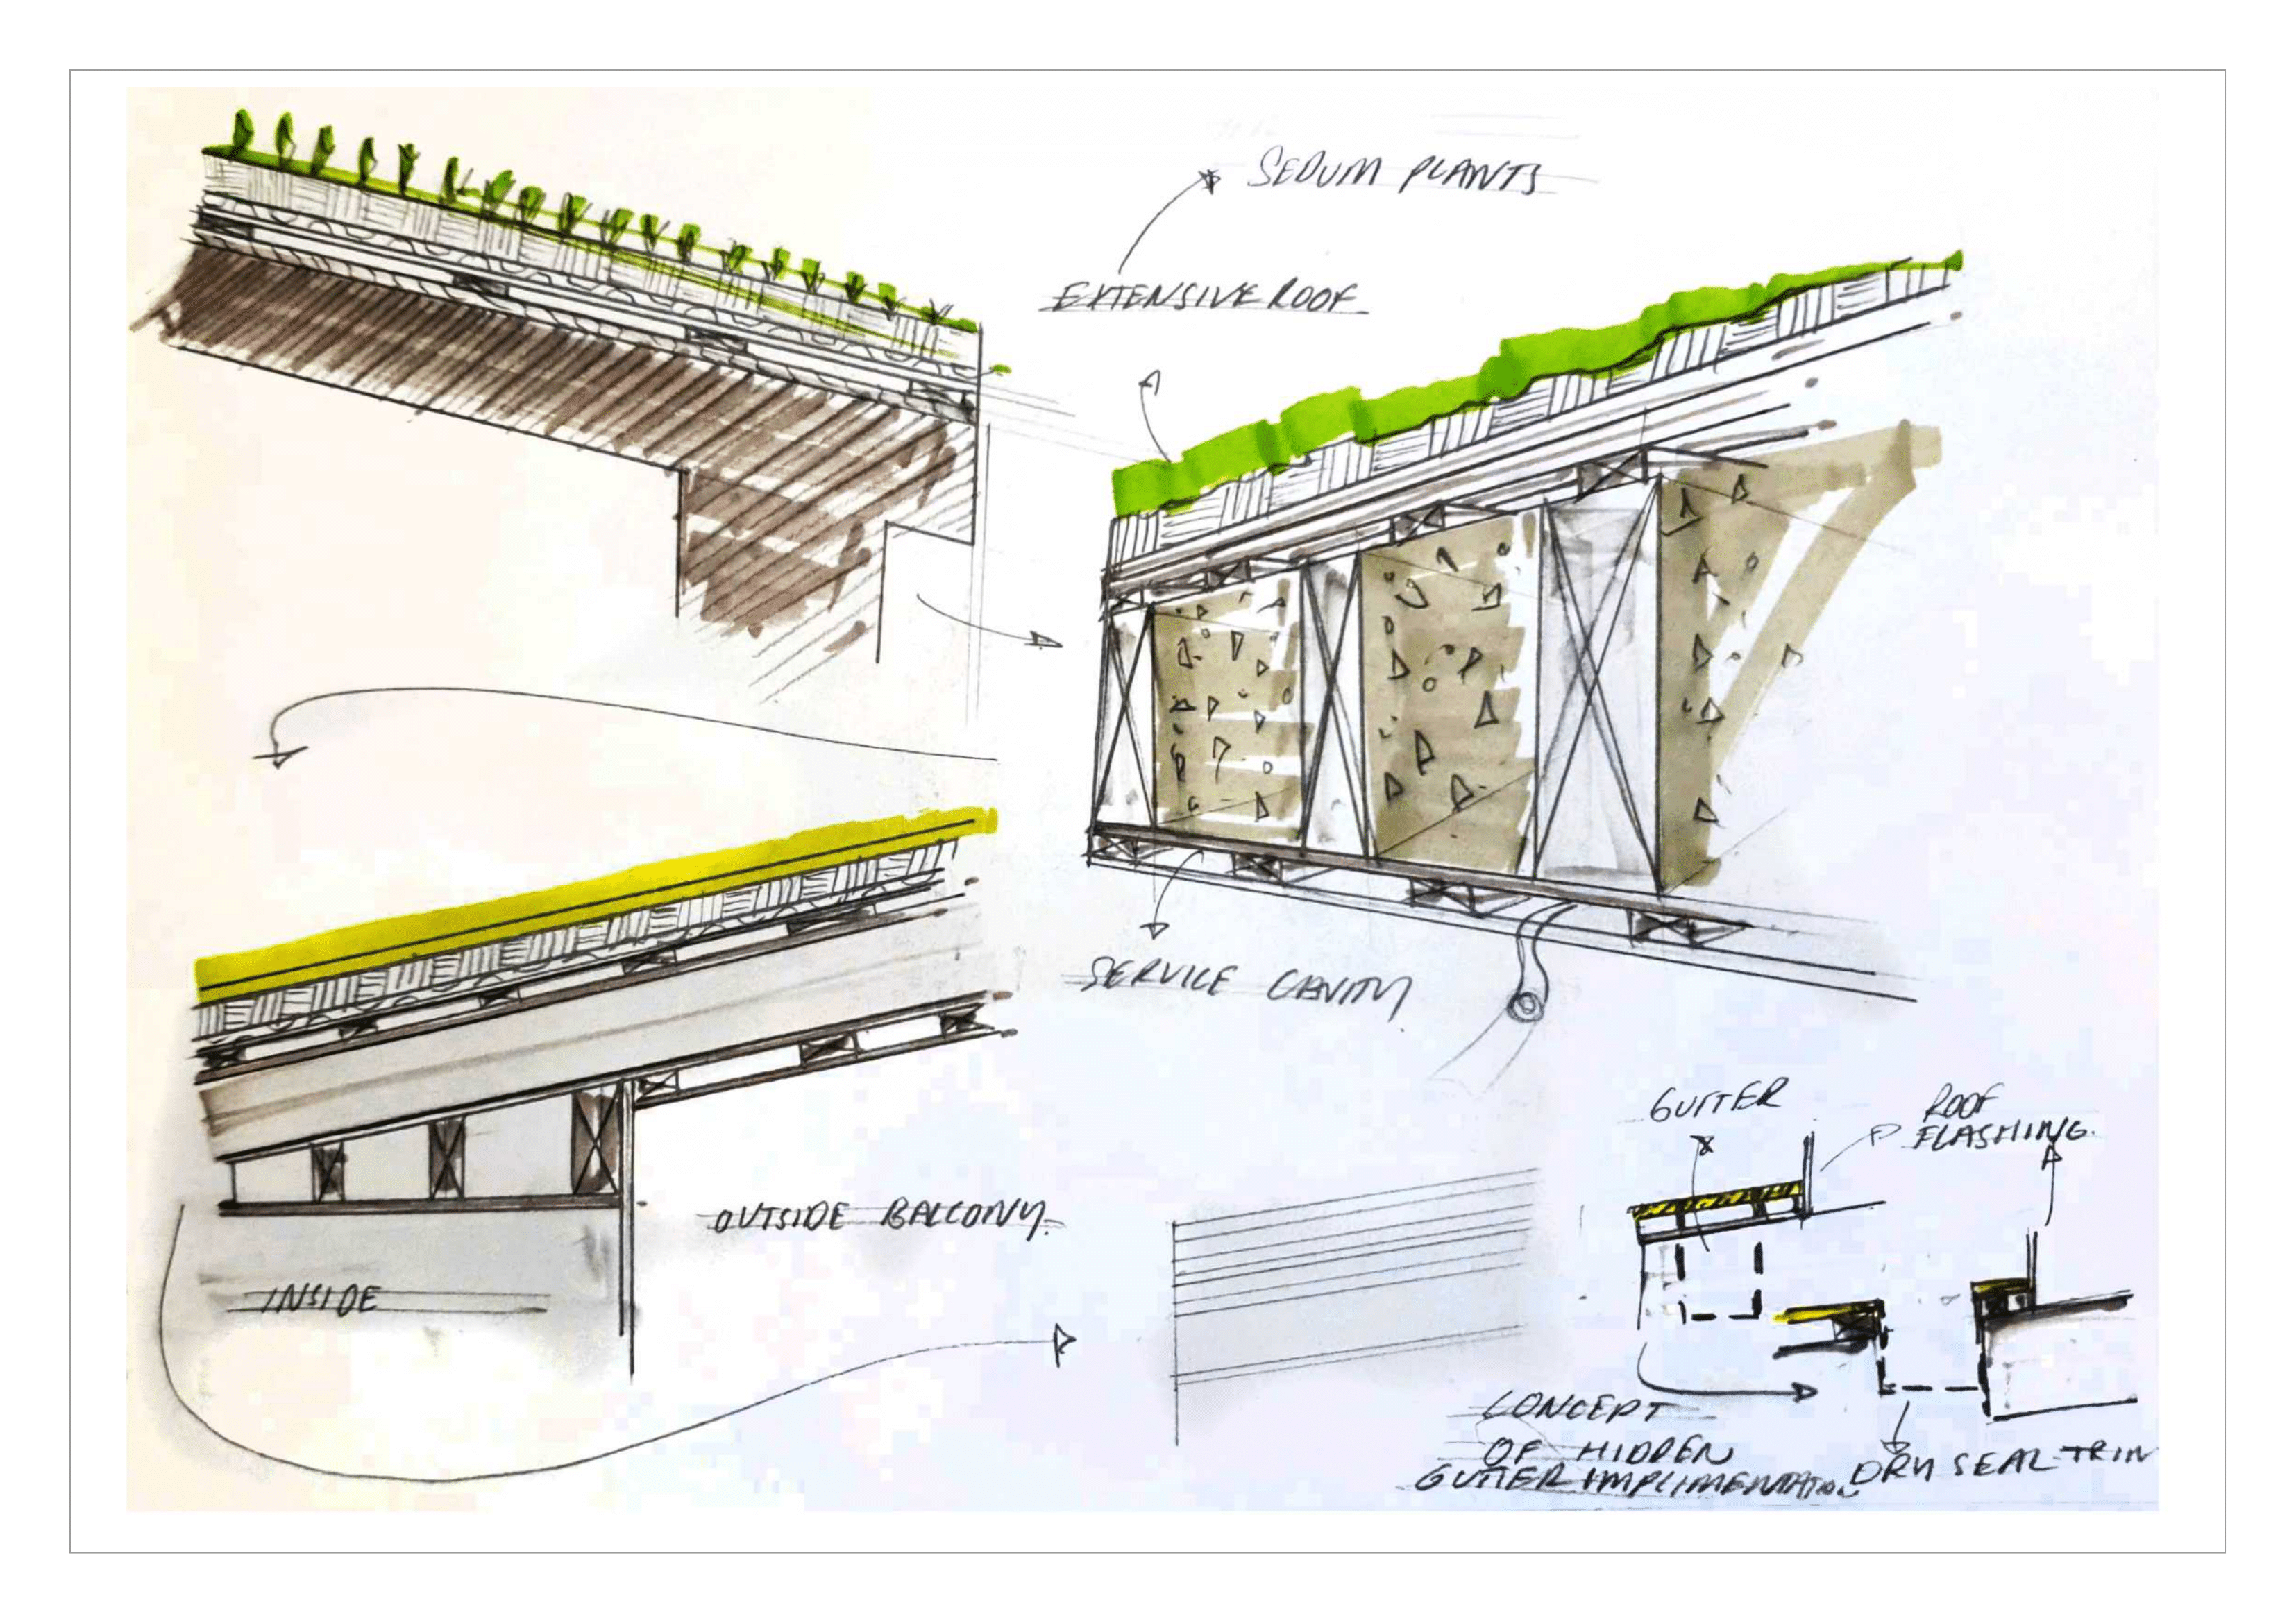 SEDUM PLANTS
EXTENSIVE ROOF
SERVICE CAVITY
GUTTER
ROOF
FLASHING.
OUTSIDE BALCONY.
INSIDE
CONCEPT
OF HIDDEN
GUTTER IMPLIMENTATION
DRY SEAL TRIM